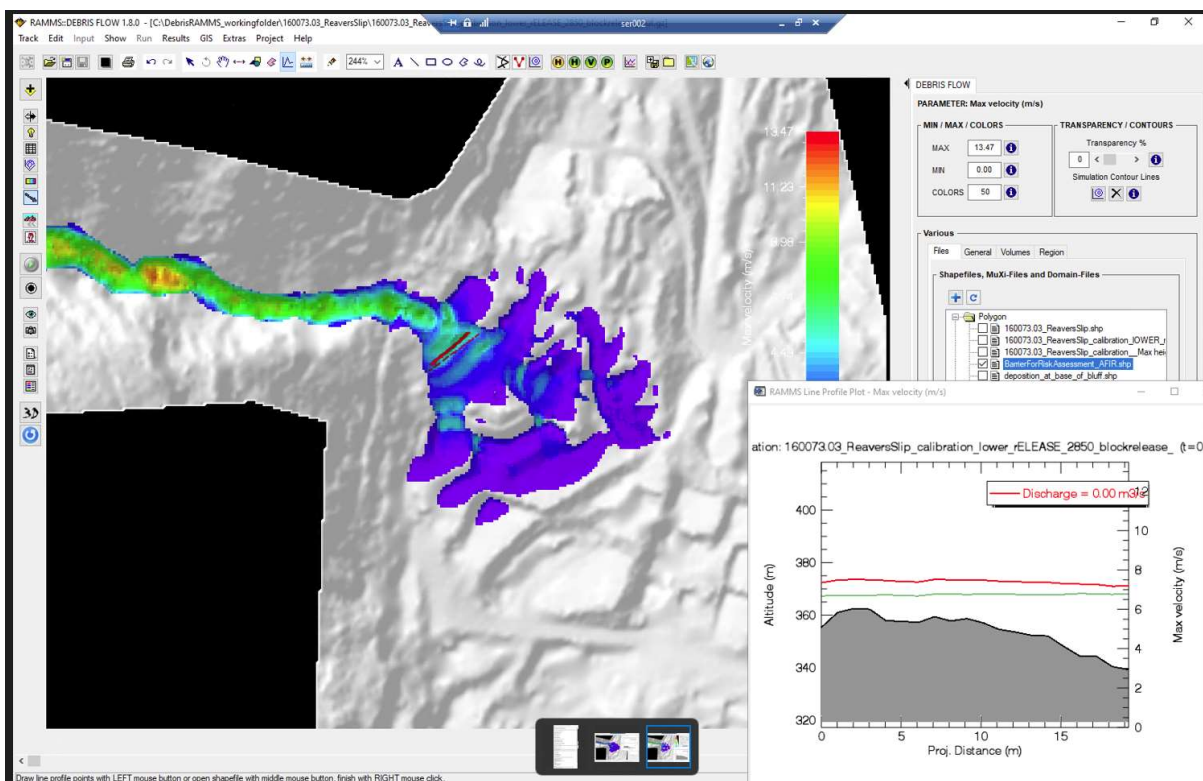 RAMMS::DEBRIS FLOW 1.8.0 - [C:\DebrisRAMMS_workingfolder\160073.03_ReaversSlip\160073.03_Reave
lower_rELEASE_2850_blockrelease
ser002
Track Edit Input Show Run Results GIS Extras Project Help
244%
DEBRIS FLOW
PARAMETER: Max velocity (m/s)
MIN / MAX / COLORS
TRANSPARENCY / CONTOURS
MAX 13.47
MIN 0.00
COLORS 50
Transparency %
0 < >
Simulation Contour Lines
Various
Files General Volumes Region
Shapefiles, MuXi-Files and Domain-Files
Polygon
160073.03_ReaversSlip.shp
160073.03_ReaversSlip_calibration_lOWER_r
160073.03_ReaversSlip_calibration__Max hei
BarrierForRiskAssessment_AFIR.shp
deposition_at_base_of_bluff.shp
13.47
11.23
8.98
Max velocity (m/s)
RAMMS Line Profile Plot - Max velocity (m/s)
ation: 160073.03_ReaversSlip_calibration_lower_rELEASE_2850_blockrelease_ (t=0
Discharge = 0.00 m3/s
400
380
360
340
320
Altitude (m)
12
10
8
6
4
2
0
Max velocity (m/s)
0 5 10 15
Proj. Distance (m)
Draw line profile points with LEFT mouse button or open shapefile with middle mouse button, finish with RIGHT mouse click.